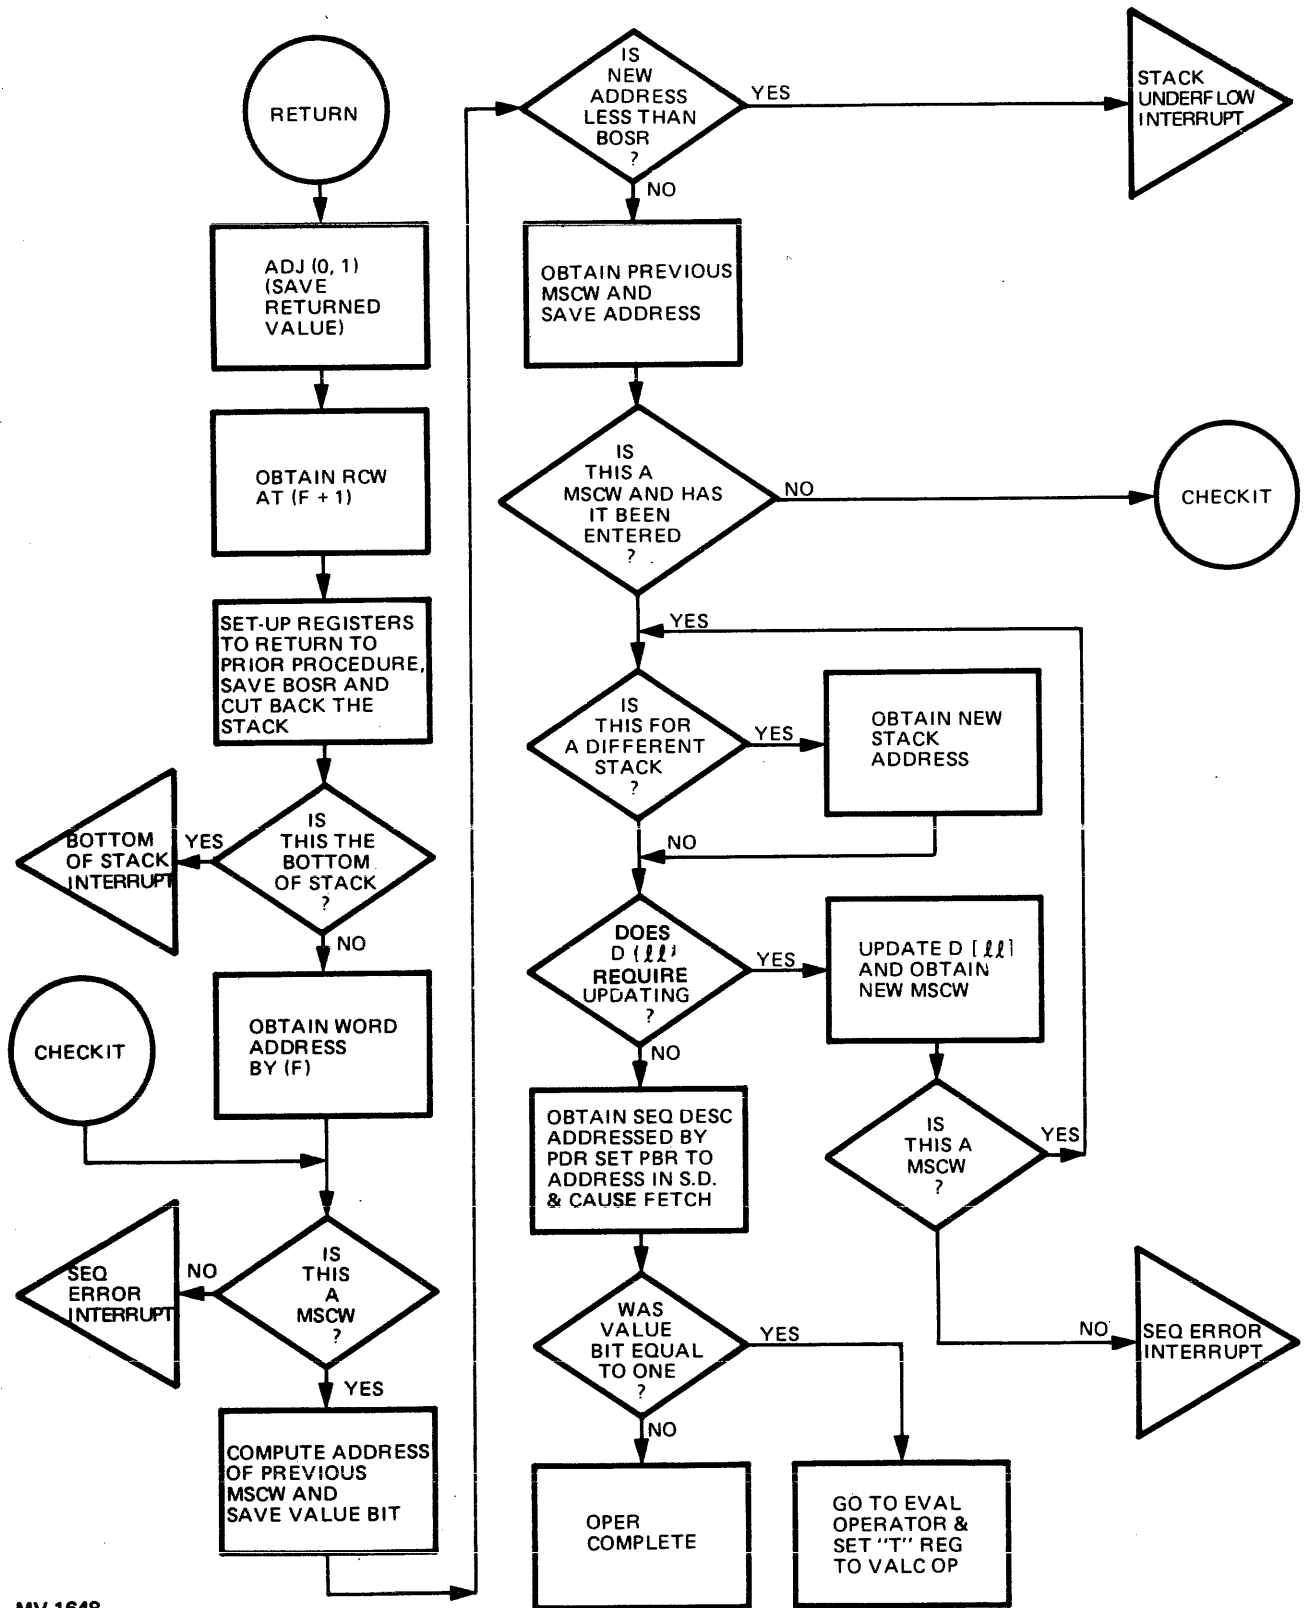 RETURN
ADJ (0, 1)
(SAVE
RETURNED
VALUE)
OBTAIN RCW
AT (F + 1)
SET-UP REGISTERS
TO RETURN TO
PRIOR PROCEDURE,
SAVE BOSR AND
CUT BACK THE
STACK
IS
THIS THE
BOTTOM
OF STACK
?
YES
BOTTOM
OF STACK
INTERRUPT
NO
OBTAIN WORD
ADDRESS
BY (F)
CHECKIT
IS
THIS
A
MSCW
?
NO
SEQ
ERROR
INTERRUPT
YES
COMPUTE ADDRESS
OF PREVIOUS
MSCW AND
SAVE VALUE BIT
IS
NEW
ADDRESS
LESS THAN
BOSR
?
YES
STACK
UNDERFLOW
INTERRUPT
NO
OBTAIN PREVIOUS
MSCW AND
SAVE ADDRESS
IS
THIS A
MSCW AND HAS
IT BEEN
ENTERED
?
NO
CHECKIT
YES
IS
THIS FOR
A DIFFERENT
STACK
?
YES
OBTAIN NEW
STACK
ADDRESS
NO
DOES
D [ℓℓ]
REQUIRE
UPDATING
?
YES
UPDATE D [ℓℓ]
AND OBTAIN
NEW MSCW
NO
IS
THIS A
MSCW
?
YES
NO
SEQ ERROR
INTERRUPT
OBTAIN SEQ DESC
ADDRESSED BY
PDR SET PBR TO
ADDRESS IN S.D.
& CAUSE FETCH
WAS
VALUE
BIT EQUAL
TO ONE
?
YES
NO
OPER
COMPLETE
GO TO EVAL
OPERATOR &
SET "T" REG
TO VALC OP
MV 1648